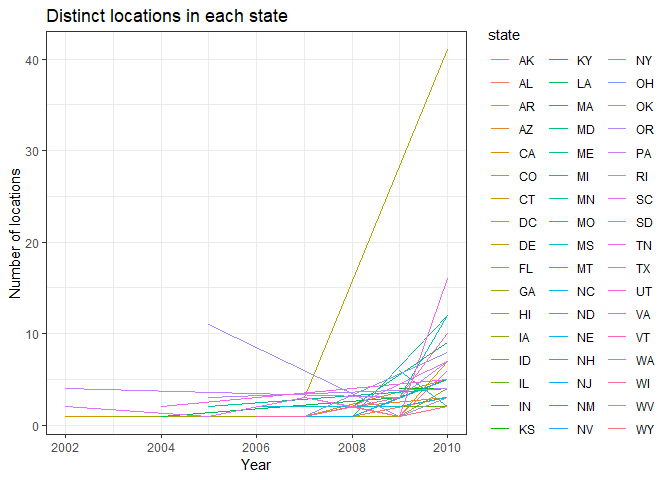 Distinct locations in each state
Number of locations
40
30
20
10
0
2002 2004 2006 2008 2010
Year
state
AK KY NY
AL LA OH
AR MA OK
AZ MD OR
CA ME PA
CO MI RI
CT MN SC
DC MO SD
DE MS TN
FL MT TX
GA NC UT
HI ND VA
IA NE VT
ID NH WA
IL NJ WI
IN NM WV
KS NV WY